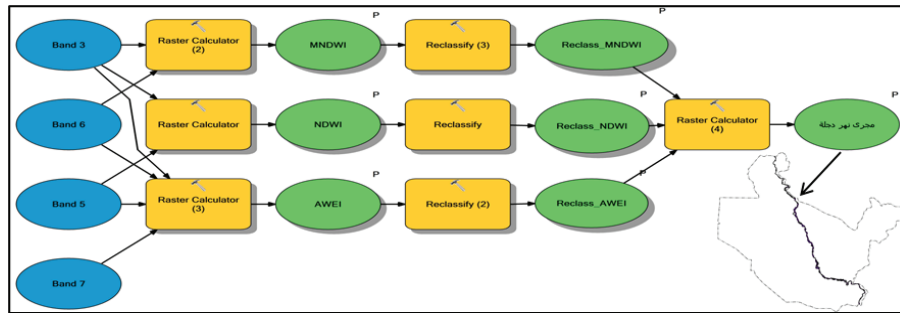 P
P
Band 3
Raster Calculator
(2)
MNDWI
Reclassify (3)
Reclass_MNDWI
P
P
P
Band 6
Raster Calculator
NDWI
Reclassify
Reclass_NDWI
Raster Calculator
(4)
مجرى نهر دجلة
P
P
Band 5
Raster Calculator
(3)
AWEI
Reclassify (2)
Reclass_AWEI
Band 7